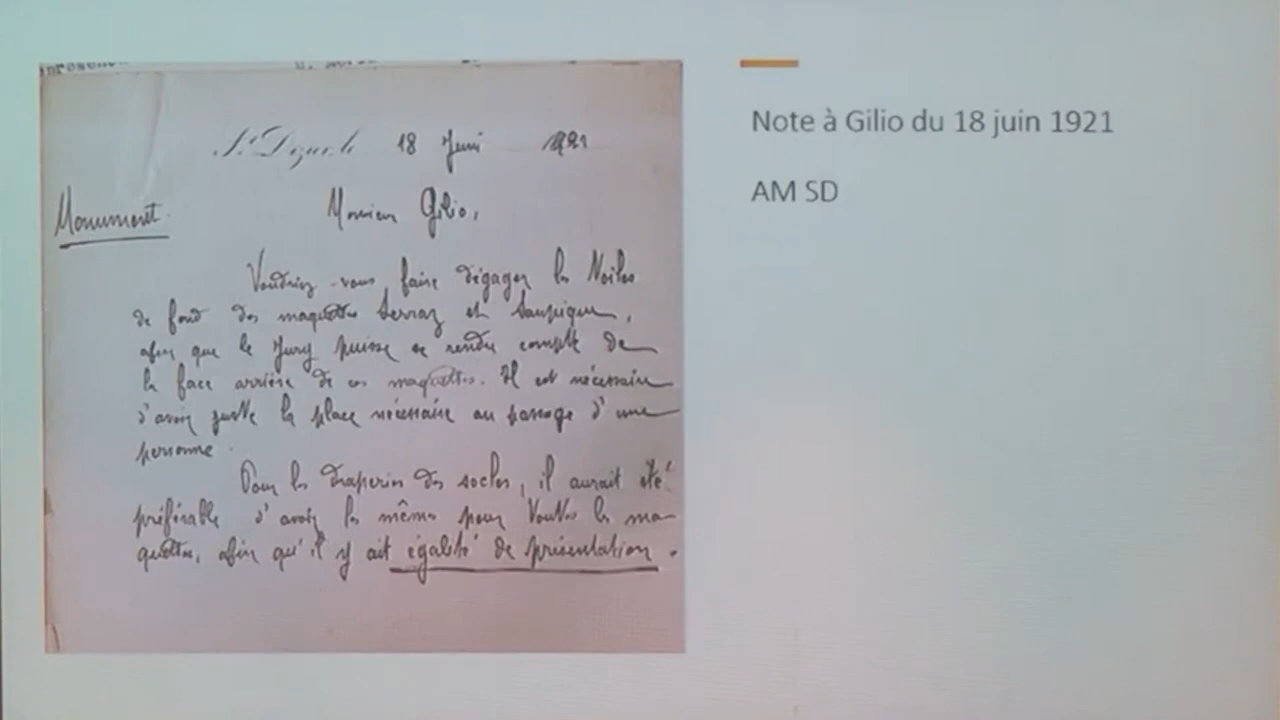 St Dizier, le 18 Juin 1921
Monument
Monsieur Gilio,
Voudriez-vous faire dégager les Voiles
de fond des maquettes Serraz et Saupique,
afin que le Jury puisse se rendre compte de
la face arrière de ces maquettes. Il est nécessaire
d'avoir juste la place nécessaire au passage d'une
personne.
Pour les draperies des socles, il aurait été
préférable d'avoir les mêmes pour toutes les ma-
quettes, afin qu'il y ait égalité de présentation.
Note à Gilio du 18 juin 1921
AM SD